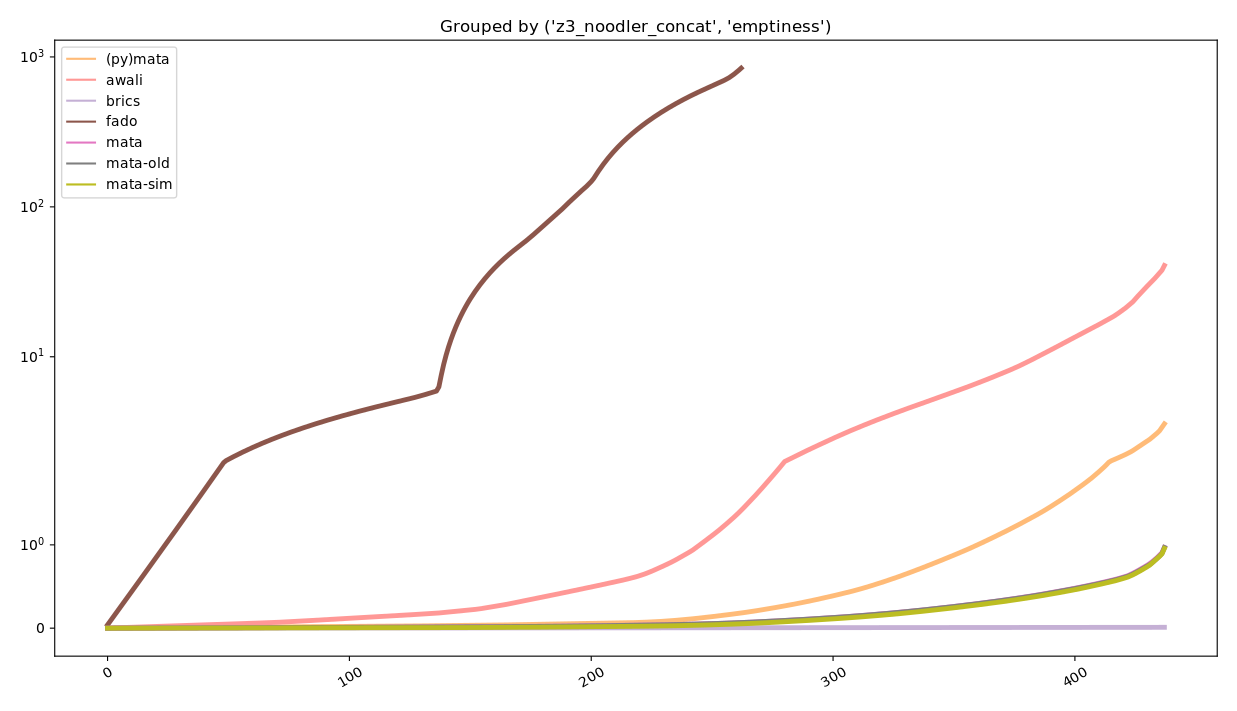 Grouped by ('z3_noodler_concat', 'emptiness')
10³
(py)mata
awali
brics
fado
mata
mata-old
mata-sim
10²
10¹
10⁰
0
0
100
200
300
400